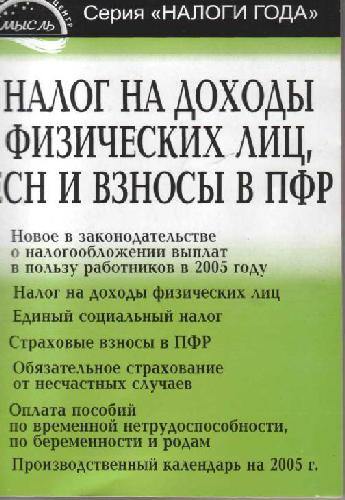 Серия «НАЛОГИ ГОДА»
МЫСЛЬ
ЦЕНТР
НАЛОГ НА ДОХОДЫ
ФИЗИЧЕСКИХ ЛИЦ,
ЕСН И ВЗНОСЫ В ПФР
Новое в законодательстве
о налогообложении выплат
в пользу работников в 2005 году
Налог на доходы физических лиц
Единый социальный налог
Страховые взносы в ПФР
Обязательное страхование
от несчастных случаев
Оплата пособий
по временной нетрудоспособности,
по беременности и родам
Производственный календарь на 2005 г.